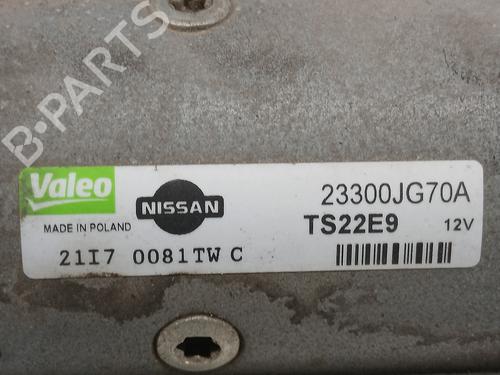 B-PARTS
Valeo
NISSAN
23300JG70A
MADE IN POLAND
TS22E9 12V
21I7 0081TW C